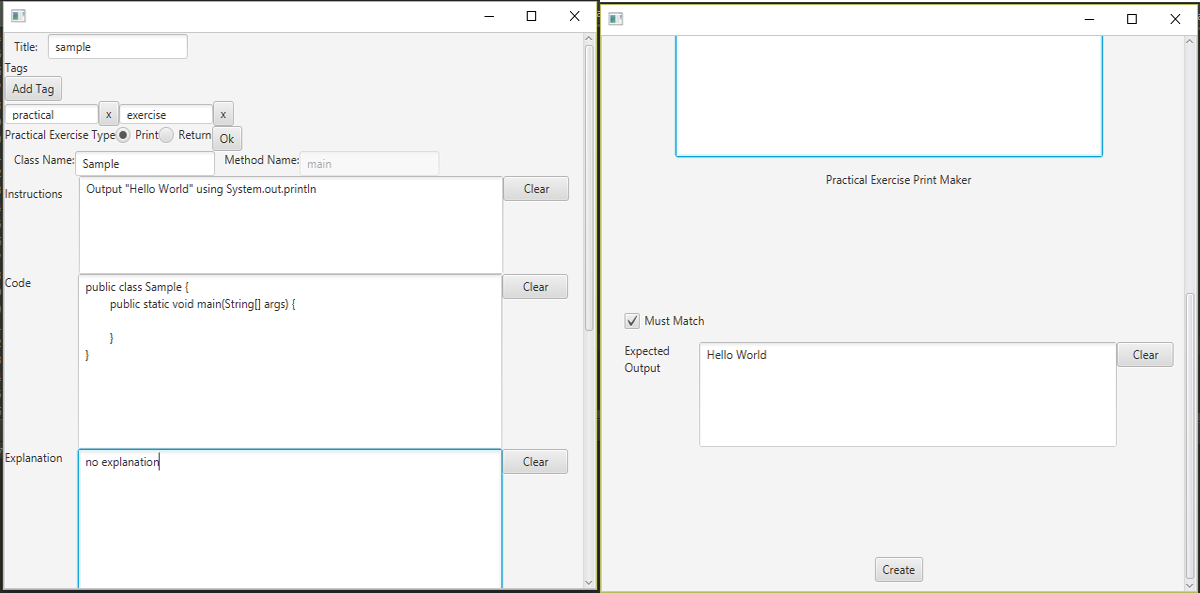 Title: sample
Tags
Add Tag
practical x exercise x
Practical Exercise Type Print Return Ok
Class Name: Sample Method Name: main
Instructions Output "Hello World" using System.out.println Clear
Code public class Sample { Clear
public static void main(String[] args) {
}
}
Explanation no explanation Clear
Practical Exercise Print Maker
Must Match
Expected Hello World Clear
Output
Create